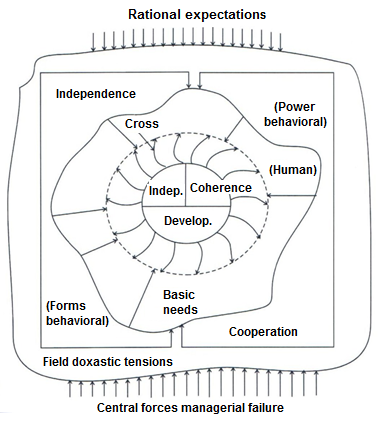 Rational expectations
Independence
(Power
behavioral)
Cross
(Human)
Indep.
Coherence
Develop.
Basic
needs
(Forms
behavioral)
Cooperation
Field doxastic tensions
Central forces managerial failure